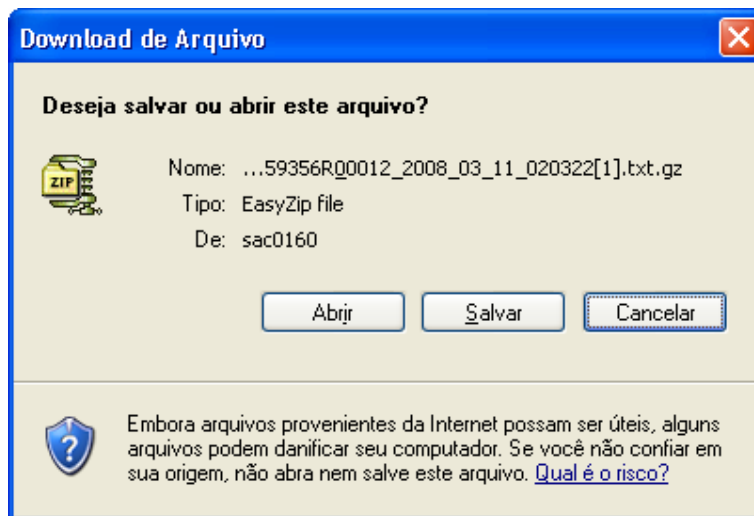 Download de Arquivo
Deseja salvar ou abrir este arquivo?
ZIP
Nome: ...59356R00012_2008_03_11_020322[1].txt.gz
Tipo: EasyZip file
De: sac0160
Abrir Salvar Cancelar
Embora arquivos provenientes da Internet possam ser úteis, alguns
arquivos podem danificar seu computador. Se você não confiar em
sua origem, não abra nem salve este arquivo. Qual é o risco?